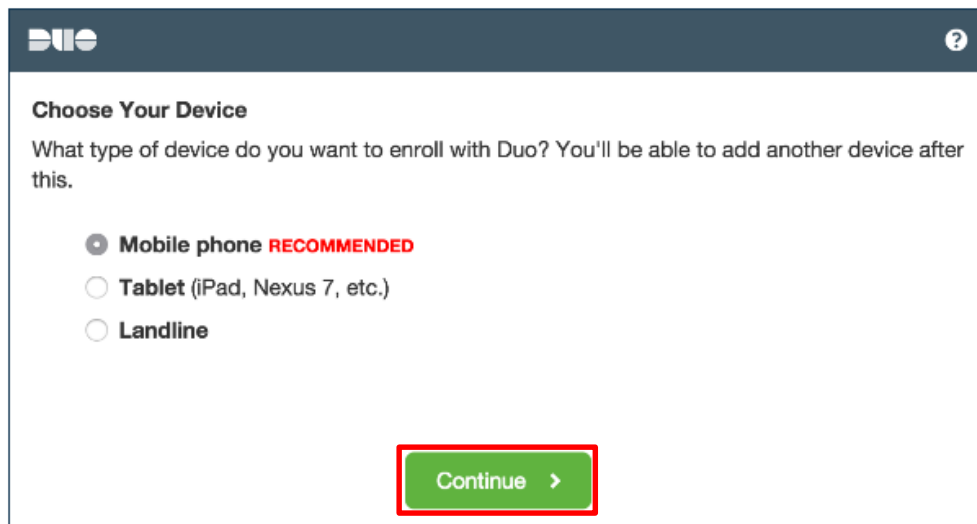 DUO
?
Choose Your Device
What type of device do you want to enroll with Duo? You'll be able to add another device after
this.
Mobile phone RECOMMENDED
Tablet (iPad, Nexus 7, etc.)
Landline
Continue